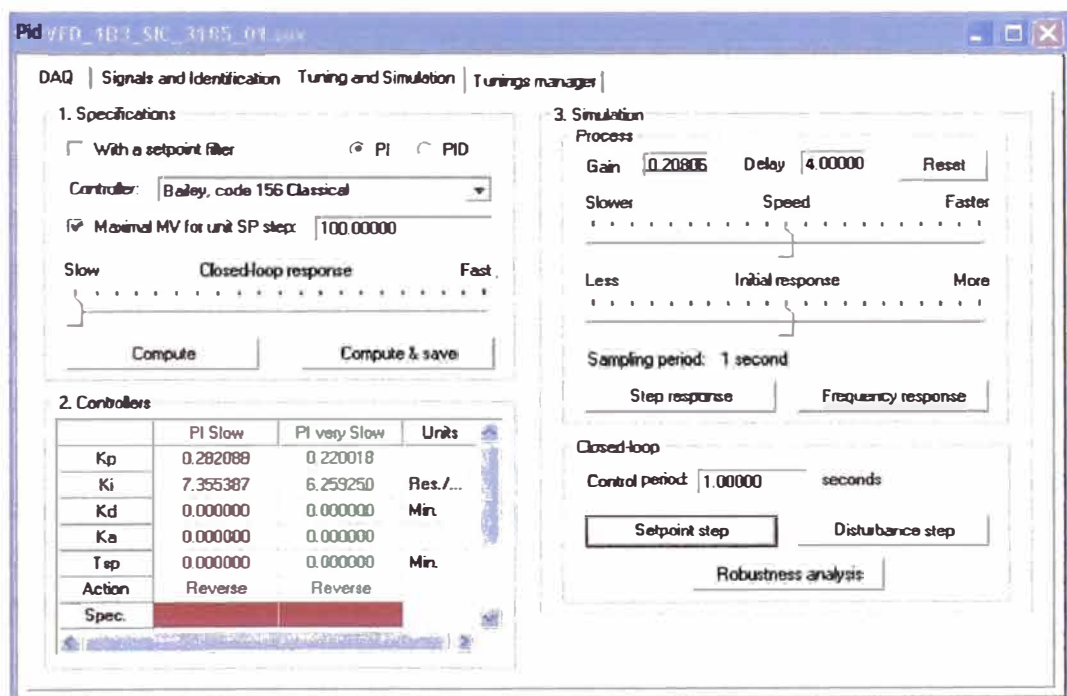 Pid VFD_1B3_SIC_3185_01
DAQ Signals and Identification Tuning and Simulation Tunings manager
1. Specifications
With a setpoint filter PI PID
Controller: Bailey, code 156 Classical
Maximal MV for unit SP step: 100.00000
Slow Closed-loop response Fast
Compute Compute & save
2. Controllers
PI Slow PI very Slow Units
Kp 0.282088 0.220018
Ki 7.355387 6.259250 Res./...
Kd 0.000000 0.000000 Min.
Ka 0.000000 0.000000
Tsp 0.000000 0.000000 Min.
Action Reverse Reverse
Spec.
3. Simulation
Process
Gain 0.20806 Delay 4.00000 Reset
Slower Speed Faster
Less Initial response More
Sampling period: 1 second
Step response Frequency response
Closed-loop
Control period: 1.00000 seconds
Setpoint step Disturbance step
Robustness analysis